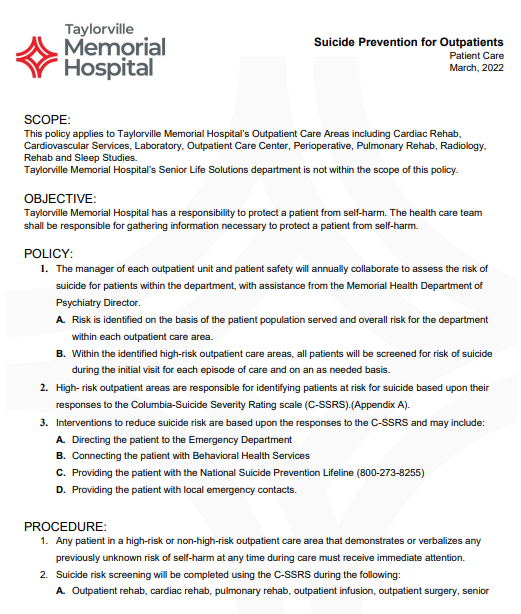 Taylorville
Memorial
Hospital
Suicide Prevention for Outpatients
Patient Care
March, 2022
SCOPE:
This policy applies to Taylorville Memorial Hospital's Outpatient Care Areas including Cardiac Rehab,
Cardiovascular Services, Laboratory, Outpatient Care Center, Perioperative, Pulmonary Rehab, Radiology,
Rehab and Sleep Studies.
Taylorville Memorial Hospital's Senior Life Solutions department is not within the scope of this policy.
OBJECTIVE:
Taylorville Memorial Hospital has a responsibility to protect a patient from self-harm. The health care team
shall be responsible for gathering information necessary to protect a patient from self-harm.
POLICY:
1. The manager of each outpatient unit and patient safety will annually collaborate to assess the risk of
suicide for patients within the department, with assistance from the Memorial Health Department of
Psychiatry Director.
A. Risk is identified on the basis of the patient population served and overall risk for the department
within each outpatient care area.
B. Within the identified high-risk outpatient care areas, all patients will be screened for risk of suicide
during the initial visit for each episode of care and on an as needed basis.
2. High- risk outpatient areas are responsible for identifying patients at risk for suicide based upon their
responses to the Columbia-Suicide Severity Rating scale (C-SSRS).(Appendix A).
3. Interventions to reduce suicide risk are based upon the responses to the C-SSRS and may include:
A. Directing the patient to the Emergency Department
B. Connecting the patient with Behavioral Health Services
C. Providing the patient with the National Suicide Prevention Lifeline (800-273-8255)
D. Providing the patient with local emergency contacts.
PROCEDURE:
1. Any patient in a high-risk or non-high-risk outpatient care area that demonstrates or verbalizes any
previously unknown risk of self-harm at any time during care must receive immediate attention.
2. Suicide risk screening will be completed using the C-SSRS during the following:
A. Outpatient rehab, cardiac rehab, pulmonary rehab, outpatient infusion, outpatient surgery, senior